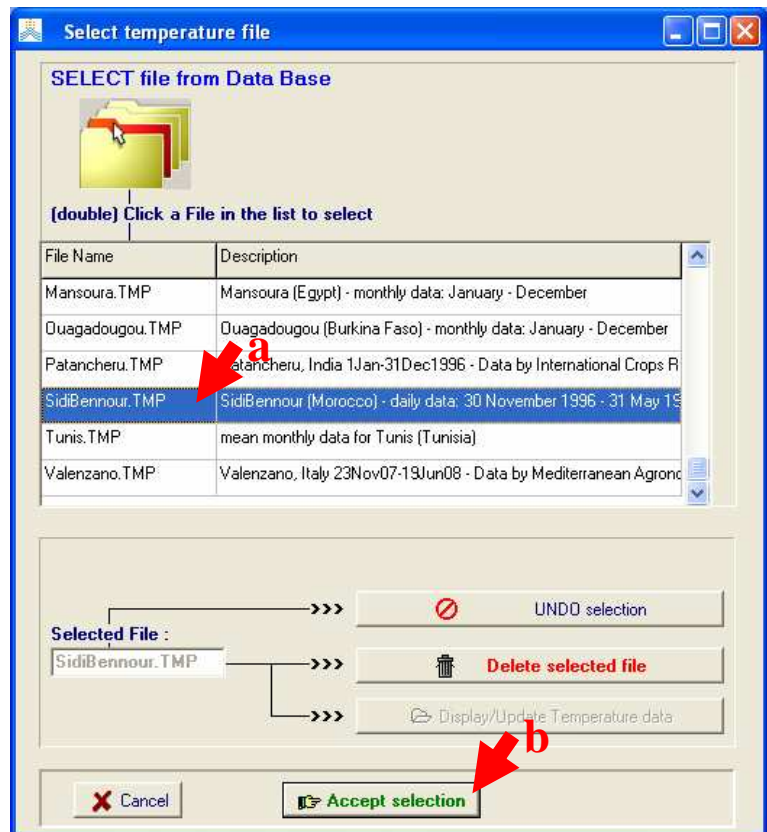 Select temperature file
SELECT file from Data Base
(double) Click a File in the list to select
File Name Description
Mansoura.TMP Mansoura (Egypt) - monthly data: January - December
Ouagadougou.TMP Ouagadougou (Burkina Faso) - monthly data: January - December
a
Patancheru.TMP Patancheru, India 1Jan-31Dec1996 - Data by International Crops R
SidiBennour.TMP SidiBennour (Morocco) - daily data: 30 November 1996 - 31 May 19
Tunis.TMP mean monthly data for Tunis (Tunisia)
Valenzano.TMP Valenzano, Italy 23Nov07-19Jun08 - Data by Mediterranean Agronc
>>> UNDO selection
Selected File :
SidiBennour.TMP >>> Delete selected file
>>> Display/Update Temperature data
b
Cancel Accept selection